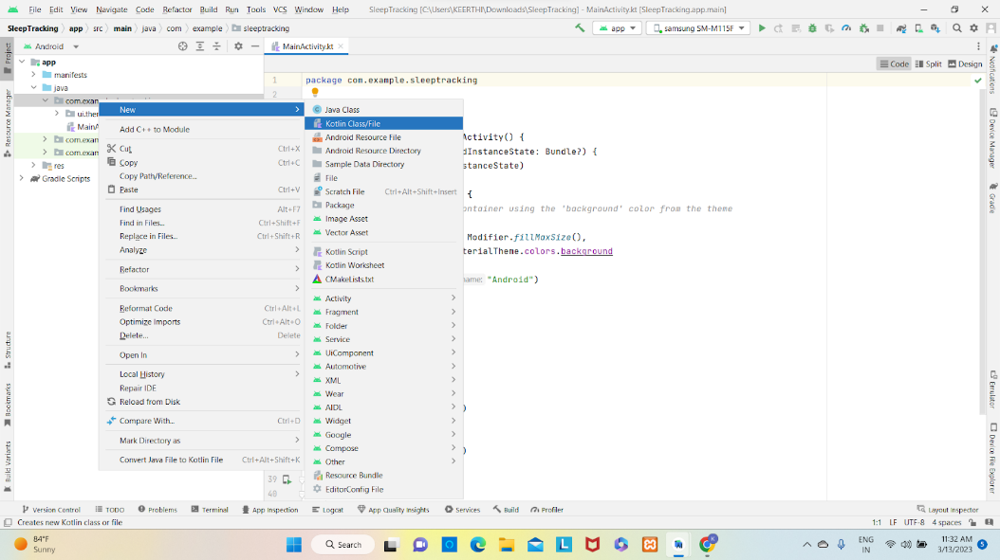 File Edit View Navigate Code Refactor Build Run Tools VCS Window Help SleepTracking [C:\Users\KEERTHI\Downloads\SleepTracking] - MainActivity.kt [SleepTracking.app.main]
SleepTracking app src main java com example sleeptracking
app samsung SM-M115F
Android
MainActivity.kt
Code Split Design
Project
Resource Manager
Structure
Bookmarks
Build Variants
app
manifests
java
com.exam
ui.ther
MainA
com.exam
com.exam
res
Gradle Scripts
New
Add C++ to Module
Cut Ctrl+X
Copy Ctrl+C
Copy Path/Reference...
Paste Ctrl+V
Find Usages Alt+F7
Find in Files... Ctrl+Shift+F
Replace in Files... Ctrl+Shift+R
Analyze
Refactor
Bookmarks
Reformat Code Ctrl+Alt+L
Optimize Imports Ctrl+Alt+O
Delete... Delete
Open In
Local History
Repair IDE
Reload from Disk
Compare With... Ctrl+D
Mark Directory as
Convert Java File to Kotlin File Ctrl+Alt+Shift+K
Java Class
Kotlin Class/File
Android Resource File
Android Resource Directory
Sample Data Directory
File
Scratch File Ctrl+Alt+Shift+Insert
Package
Image Asset
Vector Asset
Kotlin Script
Kotlin Worksheet
CMakeLists.txt
Activity
Fragment
Folder
Service
UiComponent
Automotive
XML
Wear
AIDL
Widget
Google
Compose
Other
Resource Bundle
EditorConfig File
1 package com.example.sleeptracking
2
Activity() {
dInstanceState: Bundle?) {
stanceState)
{
ontainer using the 'background' color from the theme
Modifier.fillMaxSize(),
terialTheme.colors.background
name: "Android")
)
)
39
40
Notifications
Device Manager
Gradle
Emulator
Device File Explorer
Version Control TODO Problems Terminal App Inspection Logcat App Quality Insights Services Build Profiler Layout Inspector
Creates new Kotlin class or file 1:1 LF UTF-8 4 spaces
84°F
Sunny
Search
ENG
IN
11:32 AM
3/13/2023
5